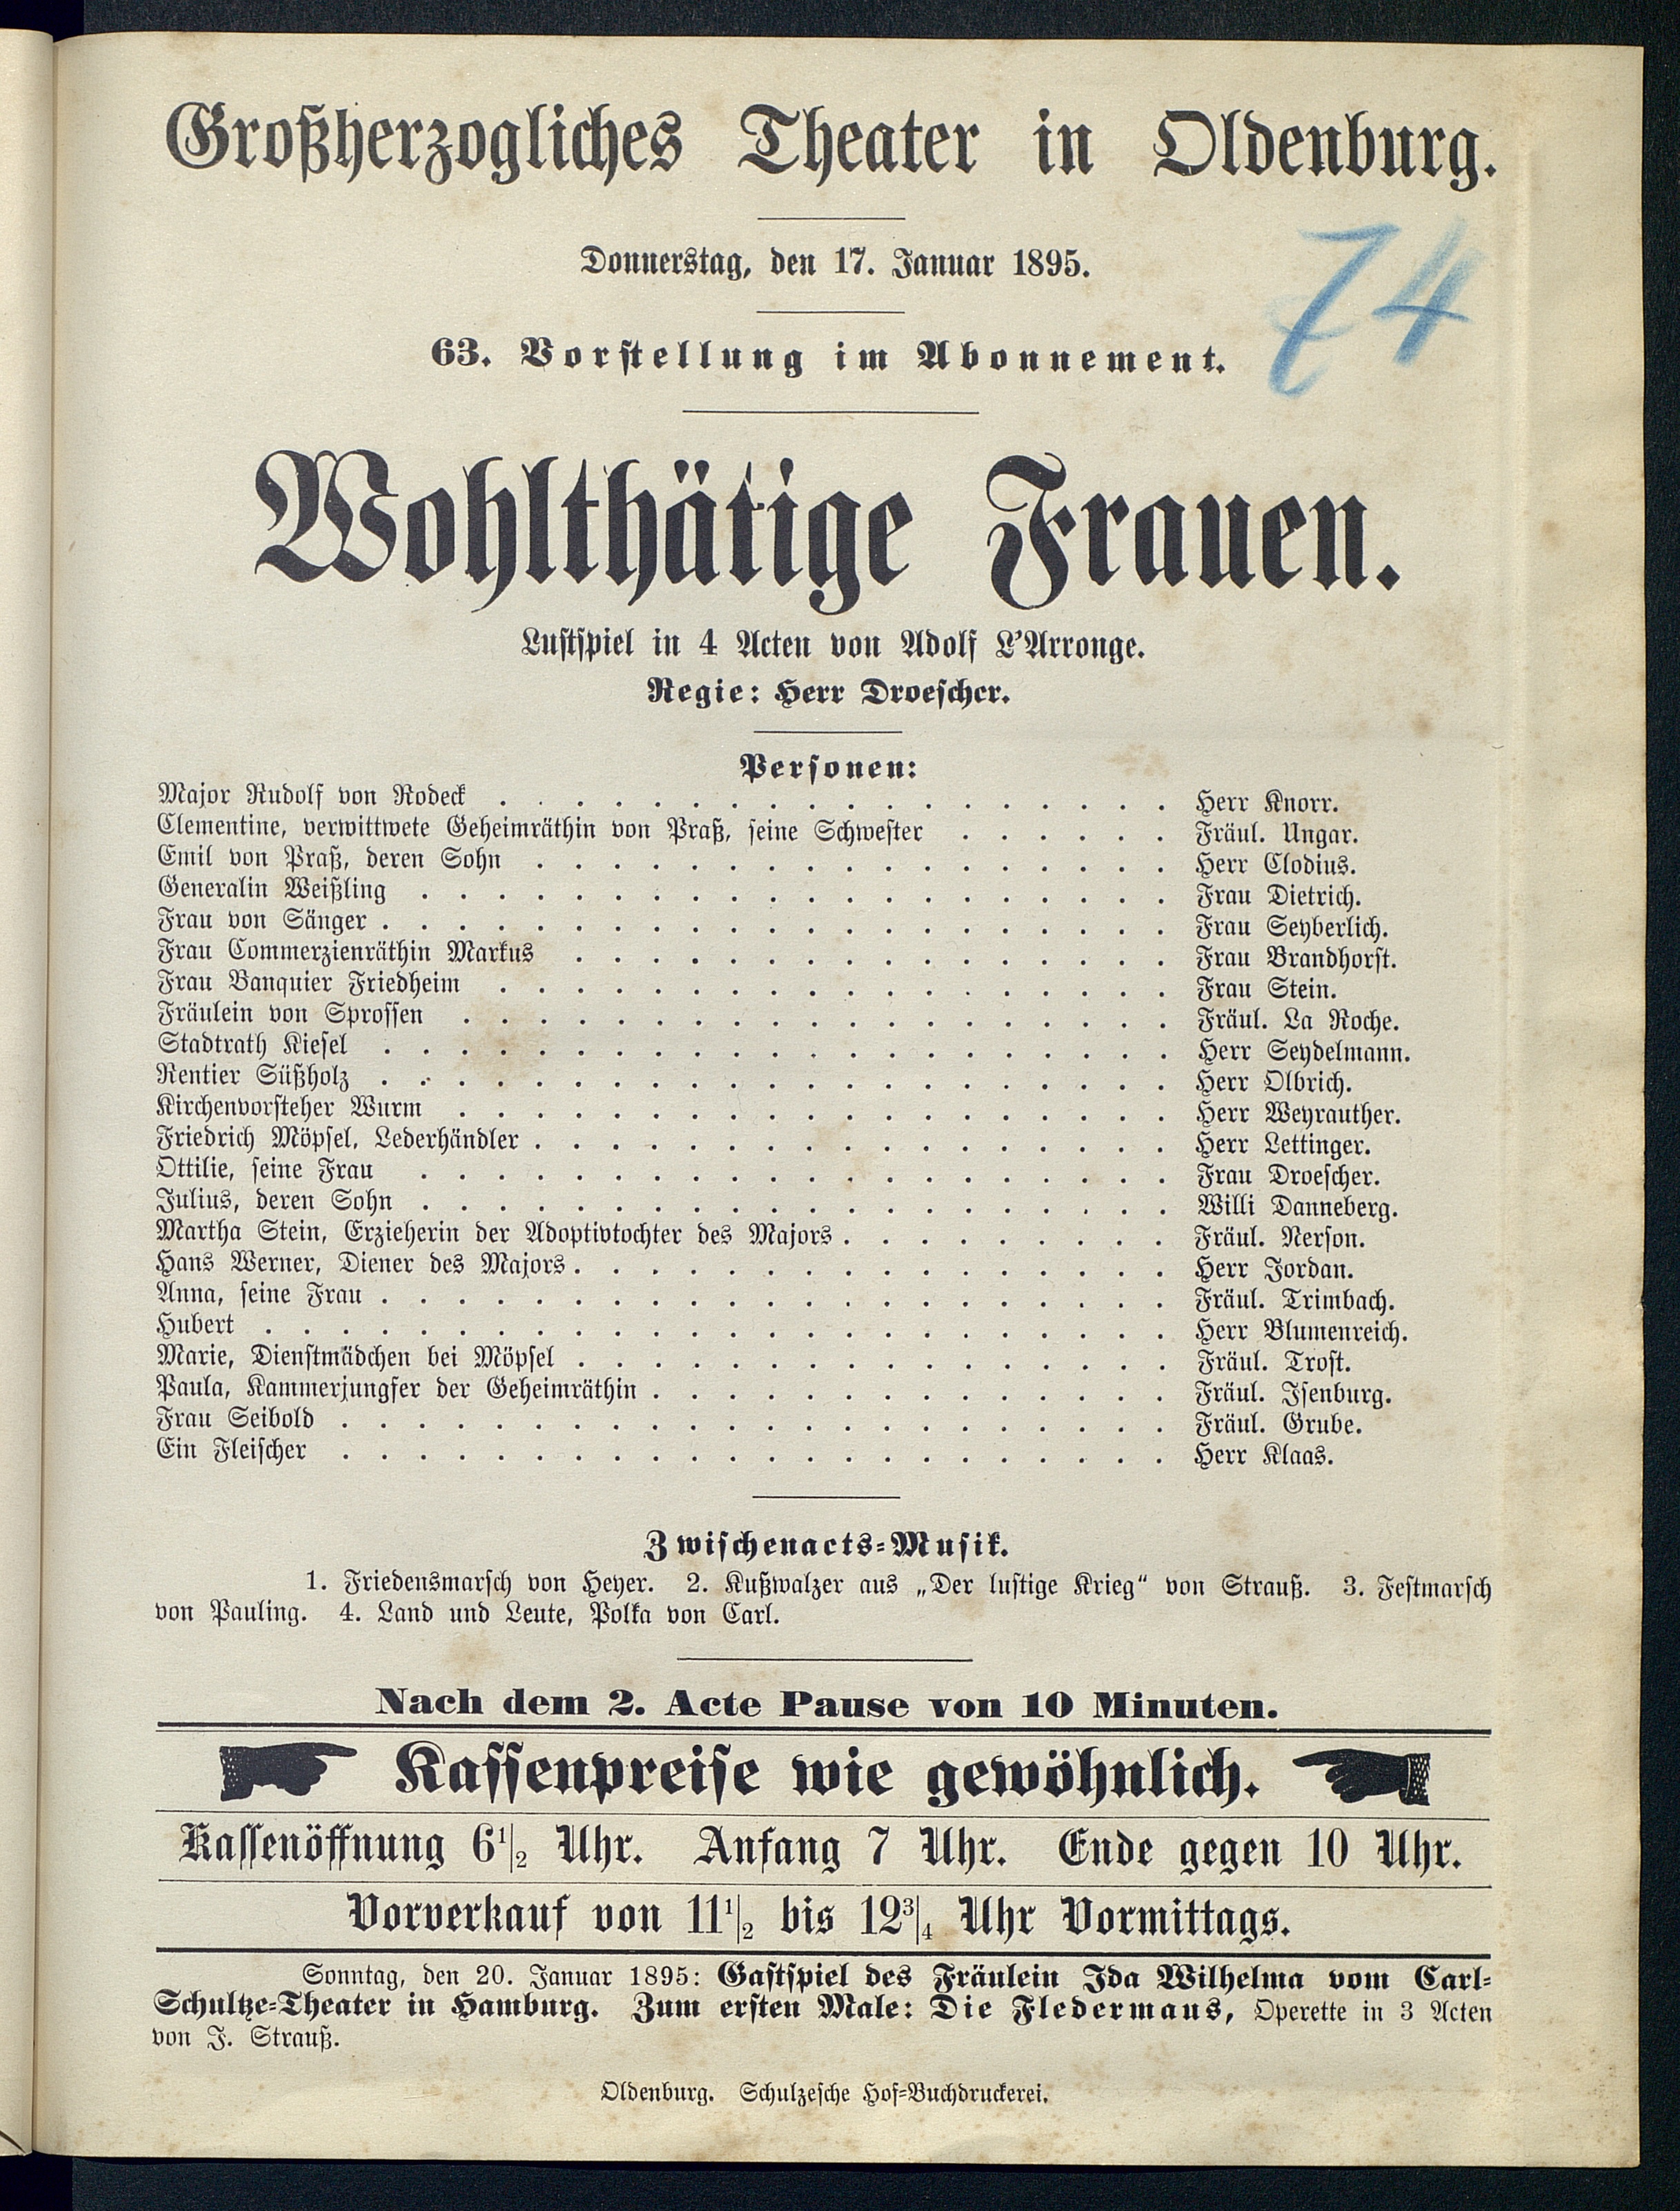 Großherzogliches Theater in Oldenburg.
Donnerstag, den 17. Januar 1895.
74
63. Vorstellung im Abonnement.
Wohlthätige Frauen.
Lustspiel in 4 Acten von Adolf L'Arronge.
Regie: Herr Droescher.
Personen:
Major Rudolf von Rodeck . . . . . . . . . . . . . . . . . . Herr Knorr.
Clementine, verwittwete Geheimräthin von Praß, seine Schwester . . . . . . Fräul. Ungar.
Emil von Praß, deren Sohn . . . . . . . . . . . . . . . . . Herr Clodius.
Generalin Weißling . . . . . . . . . . . . . . . . . . . . Frau Dietrich.
Frau von Sänger . . . . . . . . . . . . . . . . . . . . . Frau Seyberlich.
Frau Commerzienräthin Markus . . . . . . . . . . . . . . . . Frau Brandhorst.
Frau Banquier Friedheim . . . . . . . . . . . . . . . . . . Frau Stein.
Fräulein von Sprossen . . . . . . . . . . . . . . . . . . . Fräul. La Roche.
Stadtrath Kiesel . . . . . . . . . . . . . . . . . . . . . Herr Seydelmann.
Rentier Süßholz . . . . . . . . . . . . . . . . . . . . . Herr Olbrich.
Kirchenvorsteher Wurm . . . . . . . . . . . . . . . . . . . Herr Weyrauther.
Friedrich Möpsel, Lederhändler . . . . . . . . . . . . . . . . . Herr Lettinger.
Ottilie, seine Frau . . . . . . . . . . . . . . . . . . . . Frau Droescher.
Julius, deren Sohn . . . . . . . . . . . . . . . . . . . . Willi Danneberg.
Martha Stein, Erzieherin der Adoptivtochter des Majors . . . . . . . . . Fräul. Nerson.
Hans Werner, Diener des Majors . . . . . . . . . . . . . . . . Herr Jordan.
Anna, seine Frau . . . . . . . . . . . . . . . . . . . . . Fräul. Trimbach.
Hubert . . . . . . . . . . . . . . . . . . . . . . . . Herr Blumenreich.
Marie, Dienstmädchen bei Möpsel . . . . . . . . . . . . . . . . Fräul. Trost.
Paula, Kammerjungfer der Geheimräthin . . . . . . . . . . . . . . Fräul. Isenburg.
Frau Seibold . . . . . . . . . . . . . . . . . . . . . . Fräul. Grube.
Ein Fleischer . . . . . . . . . . . . . . . . . . . . . . Herr Klaas.
Zwischenacts-Musik.
1. Friedensmarsch von Heyer. 2. Kußwalzer aus „Der lustige Krieg“ von Strauß. 3. Festmarsch
von Pauling. 4. Land und Leute, Polka von Carl.
Nach dem 2. Acte Pause von 10 Minuten.
Kassenpreise wie gewöhnlich.
Kassenöffnung 6½ Uhr. Anfang 7 Uhr. Ende gegen 10 Uhr.
Vorverkauf von 11½ bis 12¾ Uhr Vormittags.
Sonntag, den 20. Januar 1895: Gastspiel des Fräulein Ida Wilhelma vom Carl-
Schultze-Theater in Hamburg. Zum ersten Male: Die Fledermaus, Operette in 3 Acten
von J. Strauß.
Oldenburg. Schulzesche Hof-Buchdruckerei.